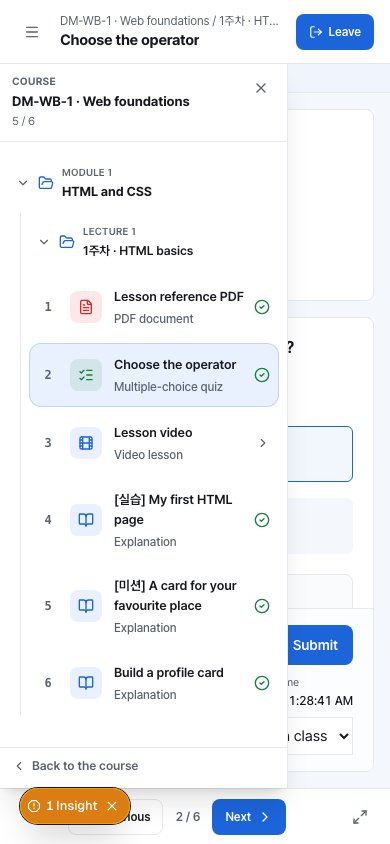 DM-WB-1 · Web foundations / 1주차 · HT...
Choose the operator
Leave
COURSE
DM-WB-1 · Web foundations
5 / 6
MODULE 1
HTML and CSS
LECTURE 1
1주차 · HTML basics
1
Lesson reference PDF
PDF document
2
Choose the operator
Multiple-choice quiz
3
Lesson video
Video lesson
4
[실습] My first HTML
page
Explanation
5
[미션] A card for your
favourite place
Explanation
6
Build a profile card
Explanation
?
Submit
me
1:28:41 AM
class
Back to the course
1 Insight
ious
2 / 6
Next